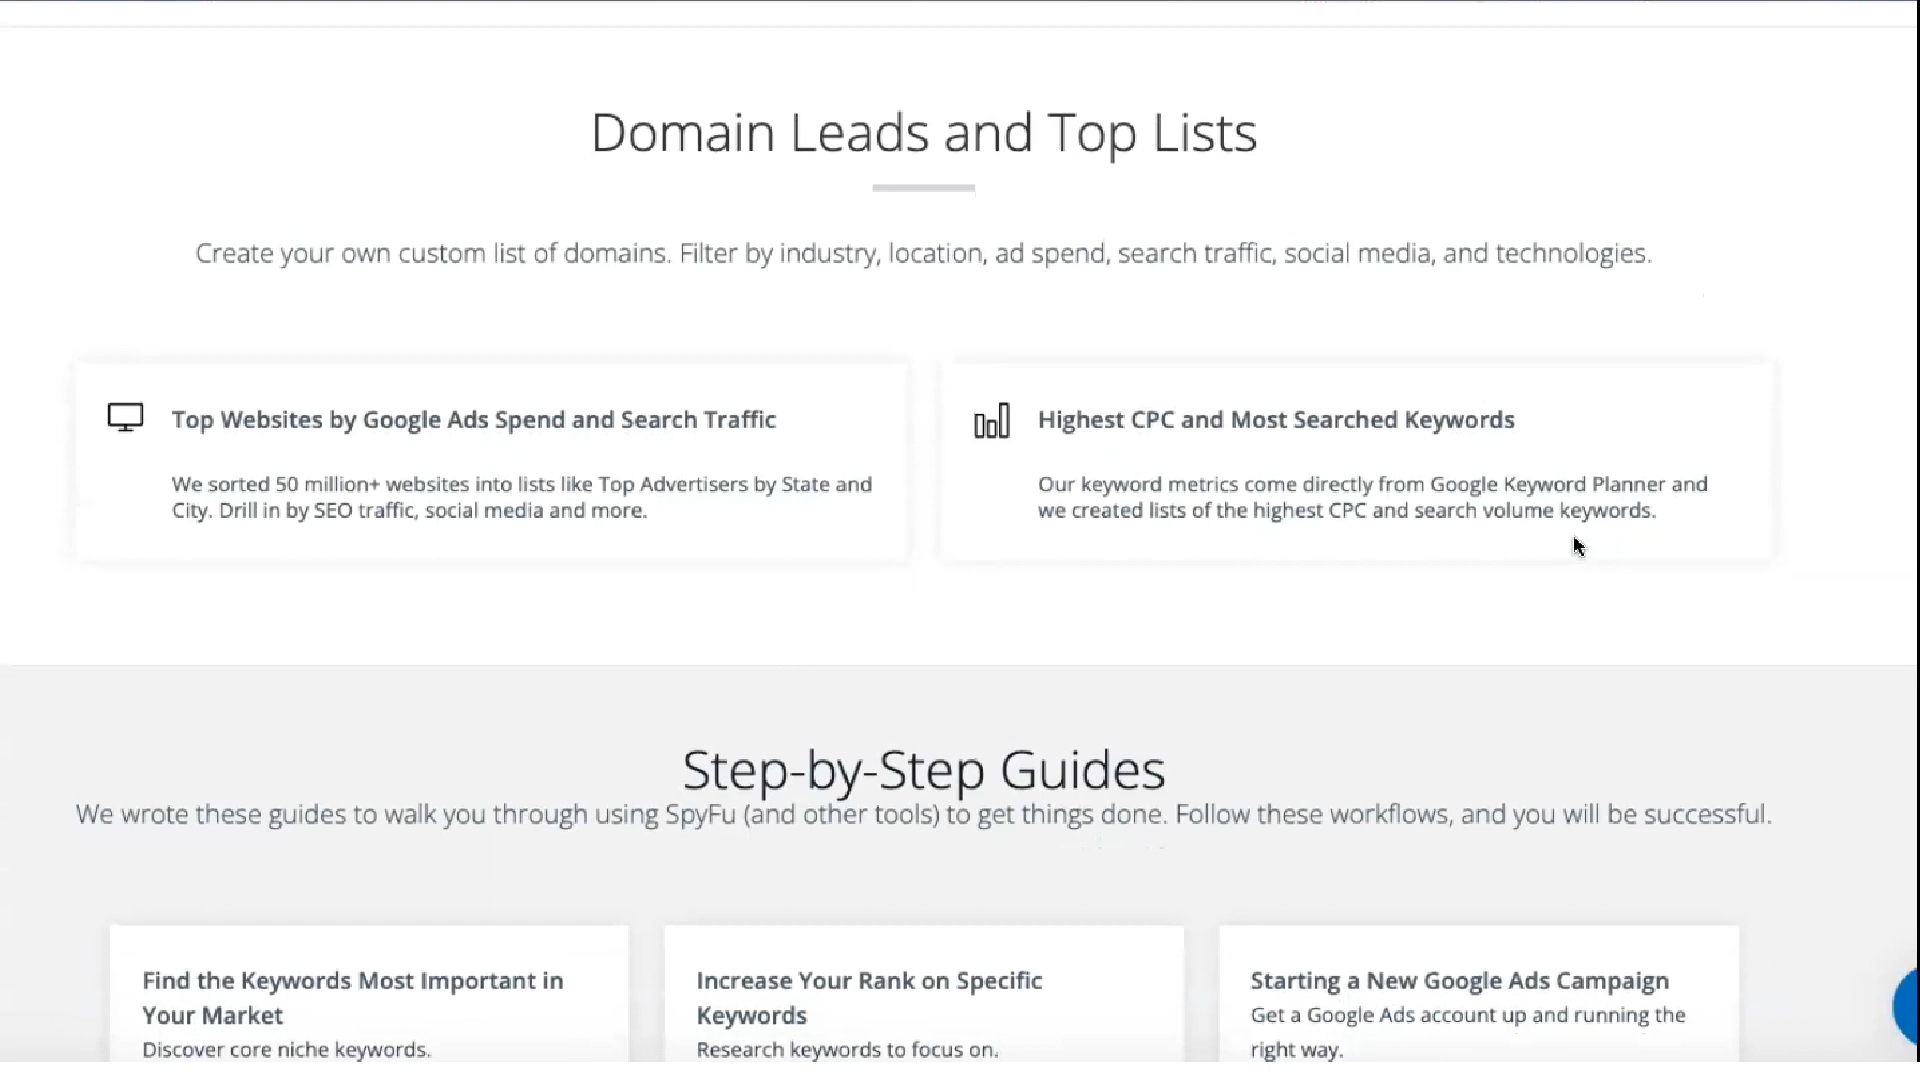 Domain Leads and Top Lists
Create your own custom list of domains. Filter by industry, location, ad spend, search traffic, social media, and technologies.
Top Websites by Google Ads Spend and Search Traffic
We sorted 50 million+ websites into lists like Top Advertisers by State and
City. Drill in by SEO traffic, social media and more.
Highest CPC and Most Searched Keywords
Our keyword metrics come directly from Google Keyword Planner and
we created lists of the highest CPC and search volume keywords.
Step-by-Step Guides
We wrote these guides to walk you through using SpyFu (and other tools) to get things done. Follow these workflows, and you will be successful.
Find the Keywords Most Important in
Your Market
Discover core niche keywords.
Increase Your Rank on Specific
Keywords
Research keywords to focus on.
Starting a New Google Ads Campaign
Get a Google Ads account up and running the
right way.